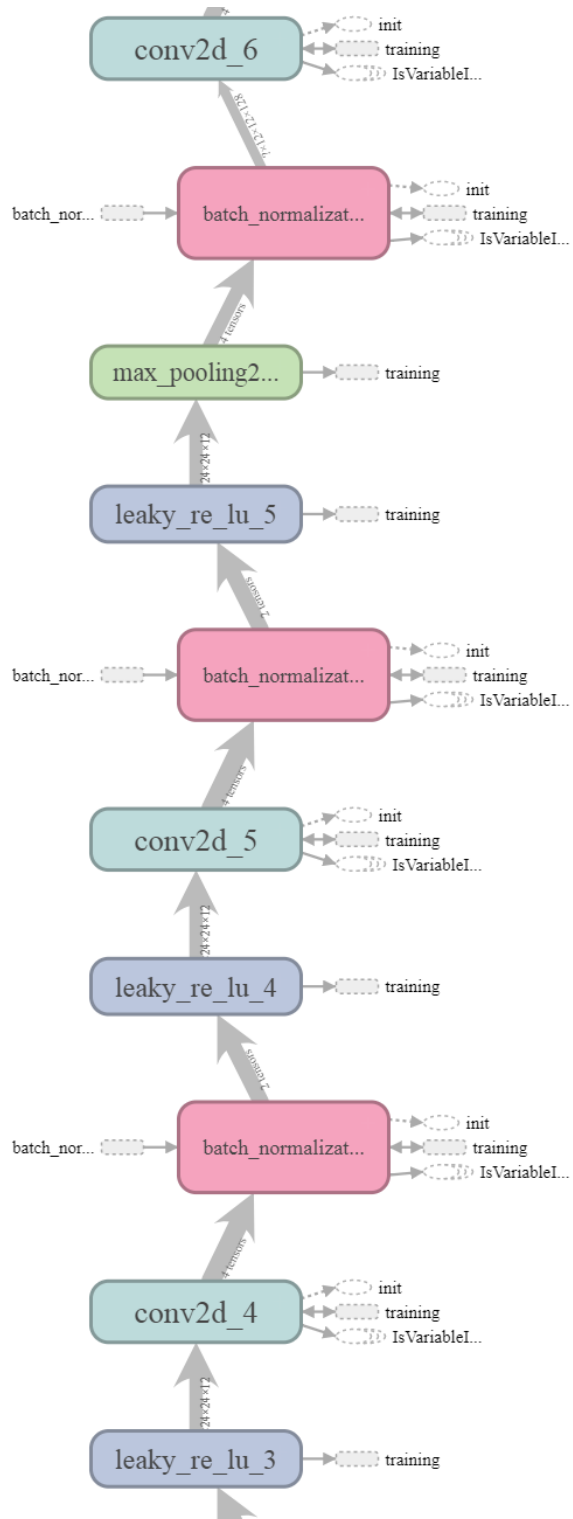 conv2d_6
init
training
IsVariableI...
?×12×12×128
batch_nor...
batch_normalizat...
init
training
IsVariableI...
4 tensors
max_pooling2...
training
24×24×12
leaky_re_lu_5
training
2 tensors
batch_nor...
batch_normalizat...
init
training
IsVariableI...
4 tensors
conv2d_5
init
training
IsVariableI...
24×24×12
leaky_re_lu_4
training
2 tensors
batch_nor...
batch_normalizat...
init
training
IsVariableI...
4 tensors
conv2d_4
init
training
IsVariableI...
24×24×12
leaky_re_lu_3
training